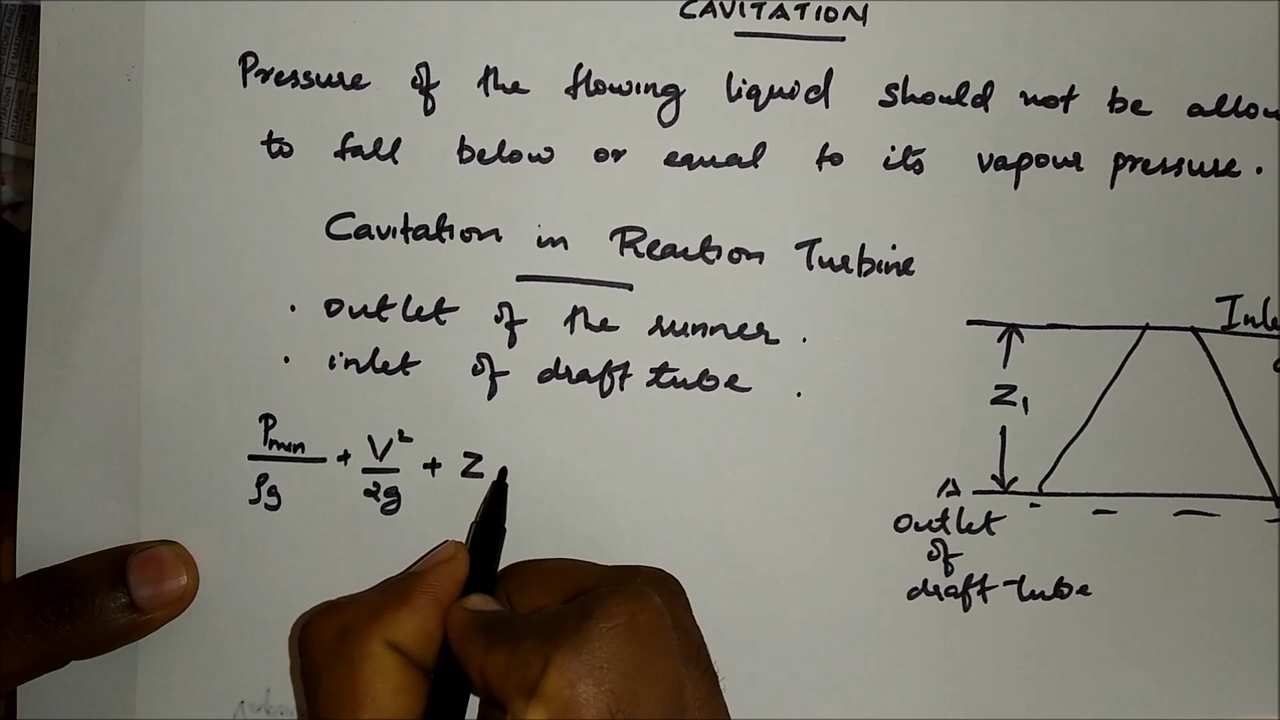 CAVITATION
Pressure of the flowing liquid should not be
to fall below or equal to its vapour pressure.
Cavitation in Reaction Turbine
· outlet of the runner.
· inlet of draft tube.
Pmin/ρg + V²/2g + Z
Z₁
A
outlet
of
draft tube